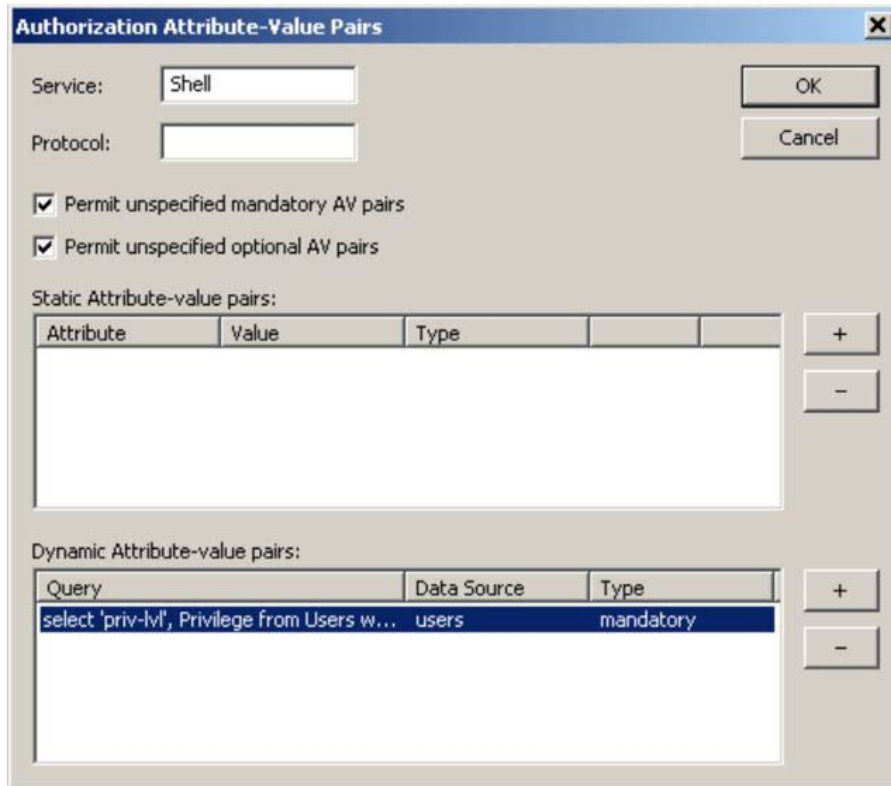 Authorization Attribute-Value Pairs
Service: Shell OK
Protocol: Cancel
Permit unspecified mandatory AV pairs
Permit unspecified optional AV pairs
Static Attribute-value pairs:
Attribute Value Type +
–
Dynamic Attribute-value pairs:
Query Data Source Type +
select 'priv-lvl', Privilege from Users w... users mandatory
–